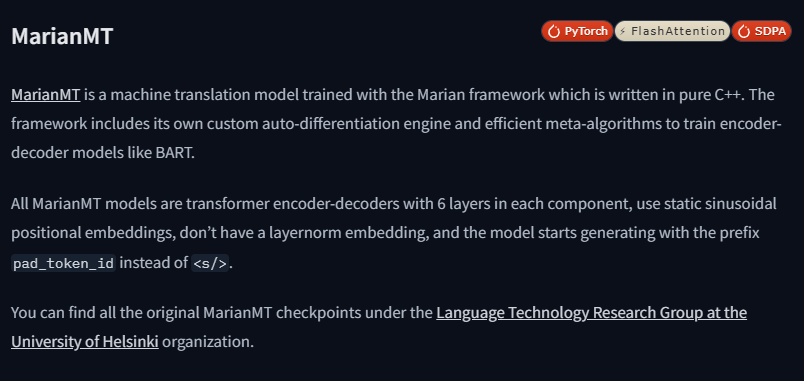 MarianMT
PyTorch
⚡ FlashAttention
SDPA
MarianMT is a machine translation model trained with the Marian framework which is written in pure C++. The
framework includes its own custom auto-differentiation engine and efficient meta-algorithms to train encoder-
decoder models like BART.
All MarianMT models are transformer encoder-decoders with 6 layers in each component, use static sinusoidal
positional embeddings, don’t have a layernorm embedding, and the model starts generating with the prefix
pad_token_id instead of <s/>.
You can find all the original MarianMT checkpoints under the Language Technology Research Group at the
University of Helsinki organization.